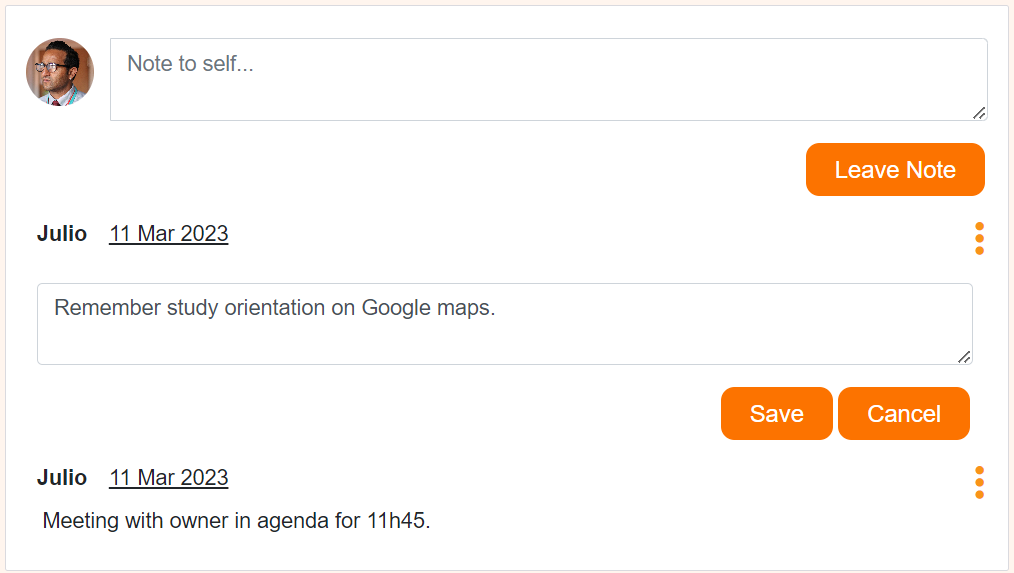 Note to self...
Leave Note
Julio 11 Mar 2023
Remember study orientation on Google maps.
Save Cancel
Julio 11 Mar 2023
Meeting with owner in agenda for 11h45.